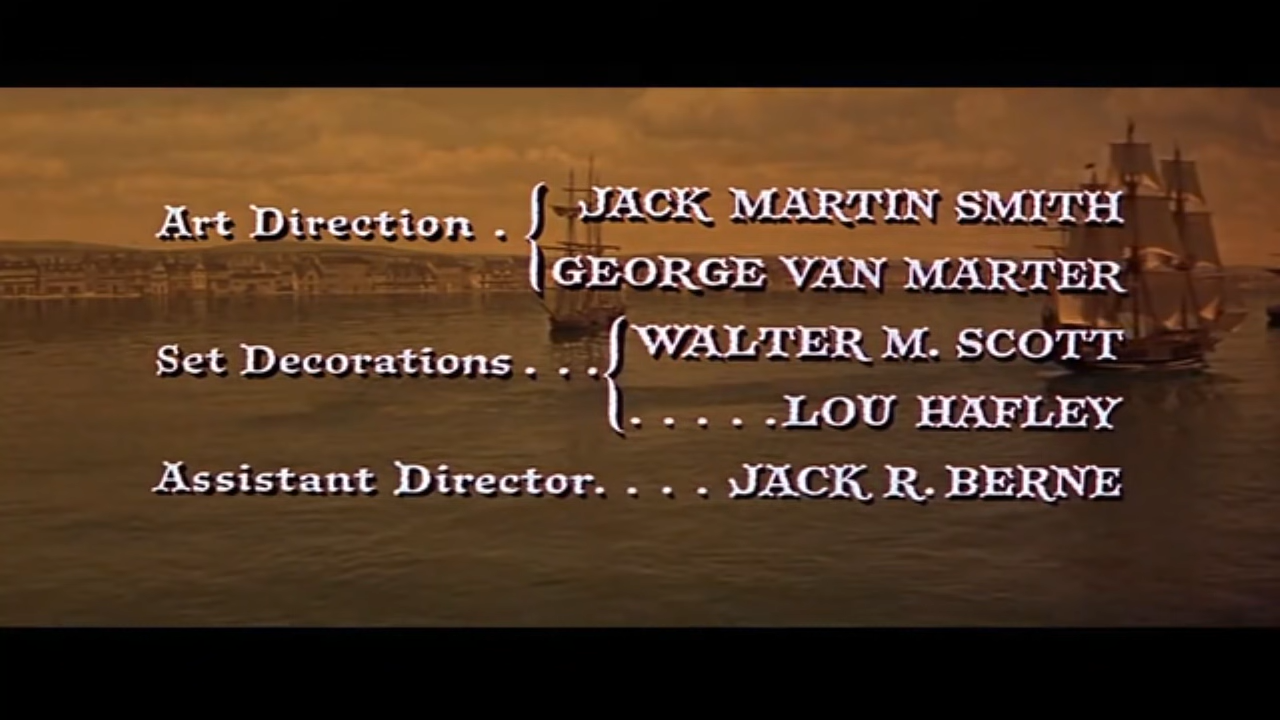 Art Direction . { JACK MARTIN SMITH
GEORGE VAN MARTER
Set Decorations . . . { WALTER M. SCOTT
. . . . . LOU HAFLEY
Assistant Director. . . . JACK R. BERNE